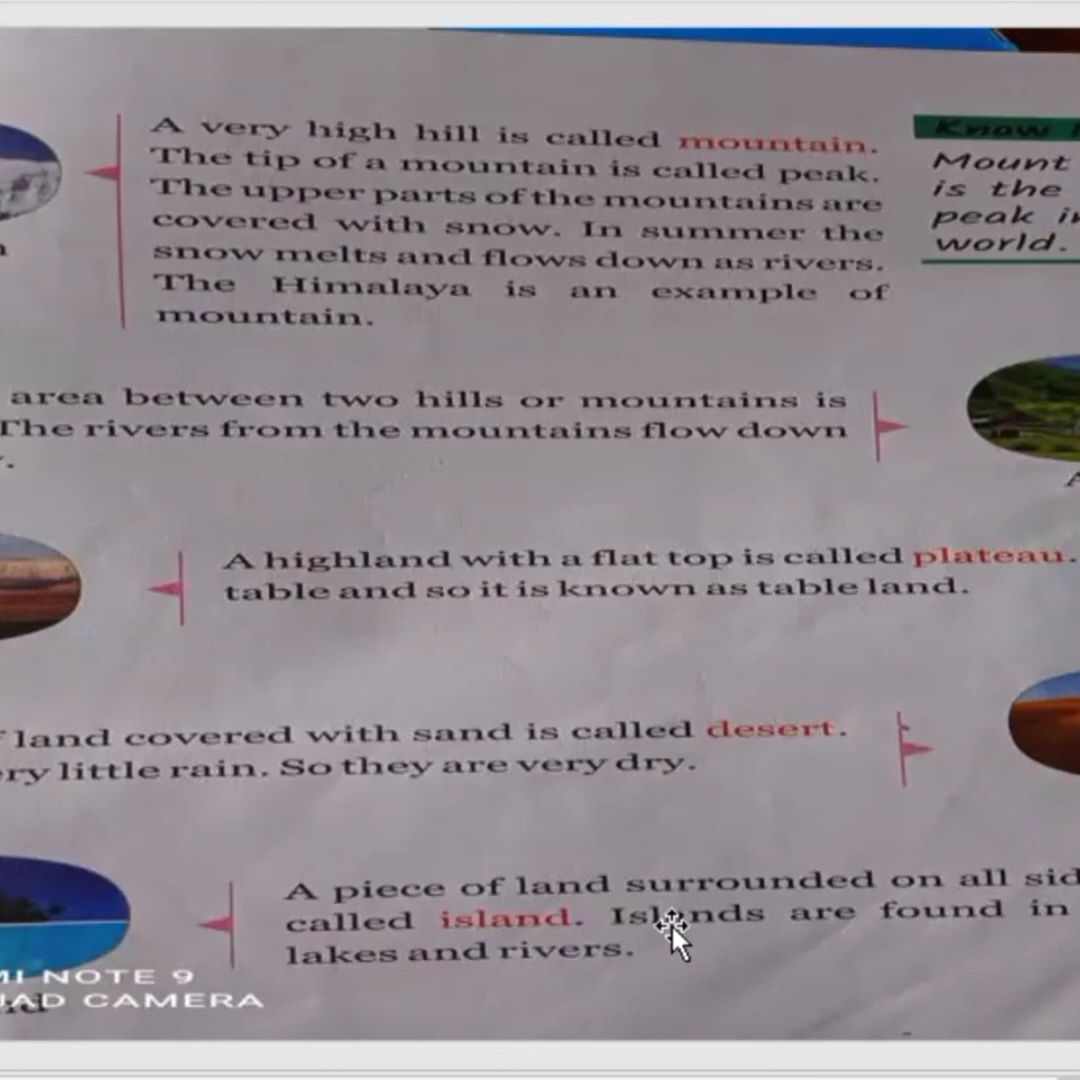 A very high hill is called mountain.
The tip of a mountain is called peak.
The upper parts of the mountains are
covered with snow. In summer the
snow melts and flows down as rivers.
The Himalaya is an example of
mountain.
Know
Mount
is the
peak in
world.
area between two hills or mountains is
The rivers from the mountains flow down
A highland with a flat top is called plateau.
table and so it is known as table land.
land covered with sand is called desert.
little rain. So they are very dry.
A piece of land surrounded on all
called island. Islands are found in
lakes and rivers.
NOTE 9
CAMERA